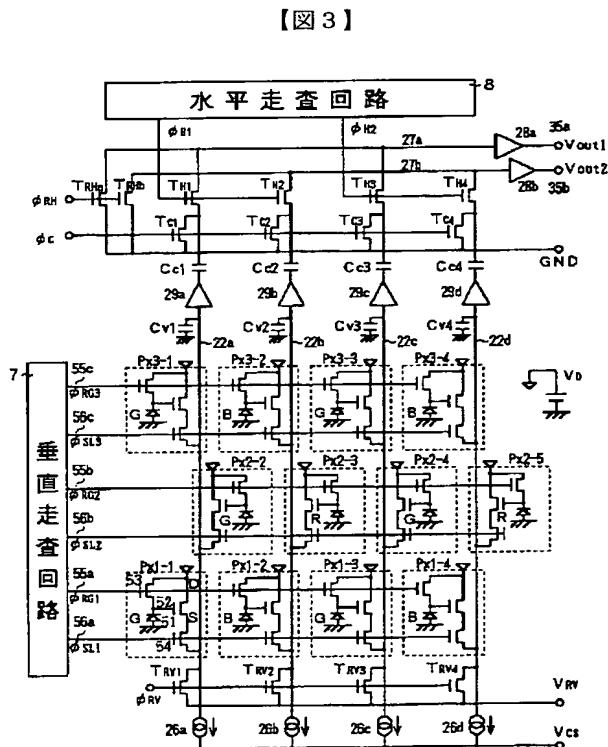 【図3】
水平走査回路
8
φH1
φH2
27a
28a
35a
Vout1
27b
28b
35b
Vout2
TRHa
TRHb
TH1
TH2
TH3
TH4
φRH
TC1
TC2
TC3
TC4
φC
GND
Cc1
Cc2
Cc3
Cc4
29a
29b
29c
29d
Cv1
22a
Cv2
22b
Cv3
22c
Cv4
22d
7
垂直走査回路
55c
φRG3
56c
φSL3
Px3-1
Px3-2
Px3-3
Px3-4
G
B
G
B
VD
55b
φRG2
56b
φSL2
Px2-2
Px2-3
Px2-4
Px2-5
G
R
G
R
55a
φRG1
56a
φSL1
Px1-1
Px1-2
Px1-3
Px1-4
53
52
51
54
S
G
B
G
B
TRV1
TRV2
TRV3
TRV4
φRV
VRV
26a
26b
26c
26d
VCS